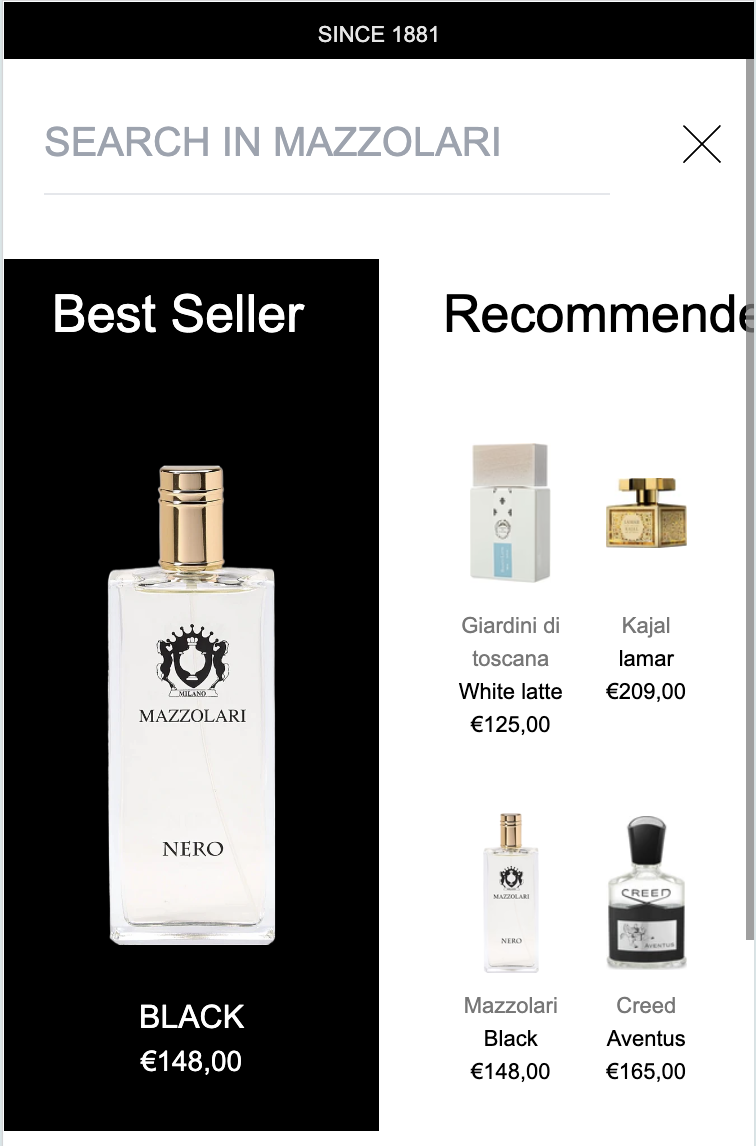 SINCE 1881
SEARCH IN MAZZOLARI
Best Seller
MILANO
MAZZOLARI
NERO
BLACK
€148,00
Recommende
Giardini di
toscana
White latte
€125,00
Kajal
lamar
€209,00
MAZZOLARI
NERO
Mazzolari
Black
€148,00
CREED
AVENTUS
Creed
Aventus
€165,00